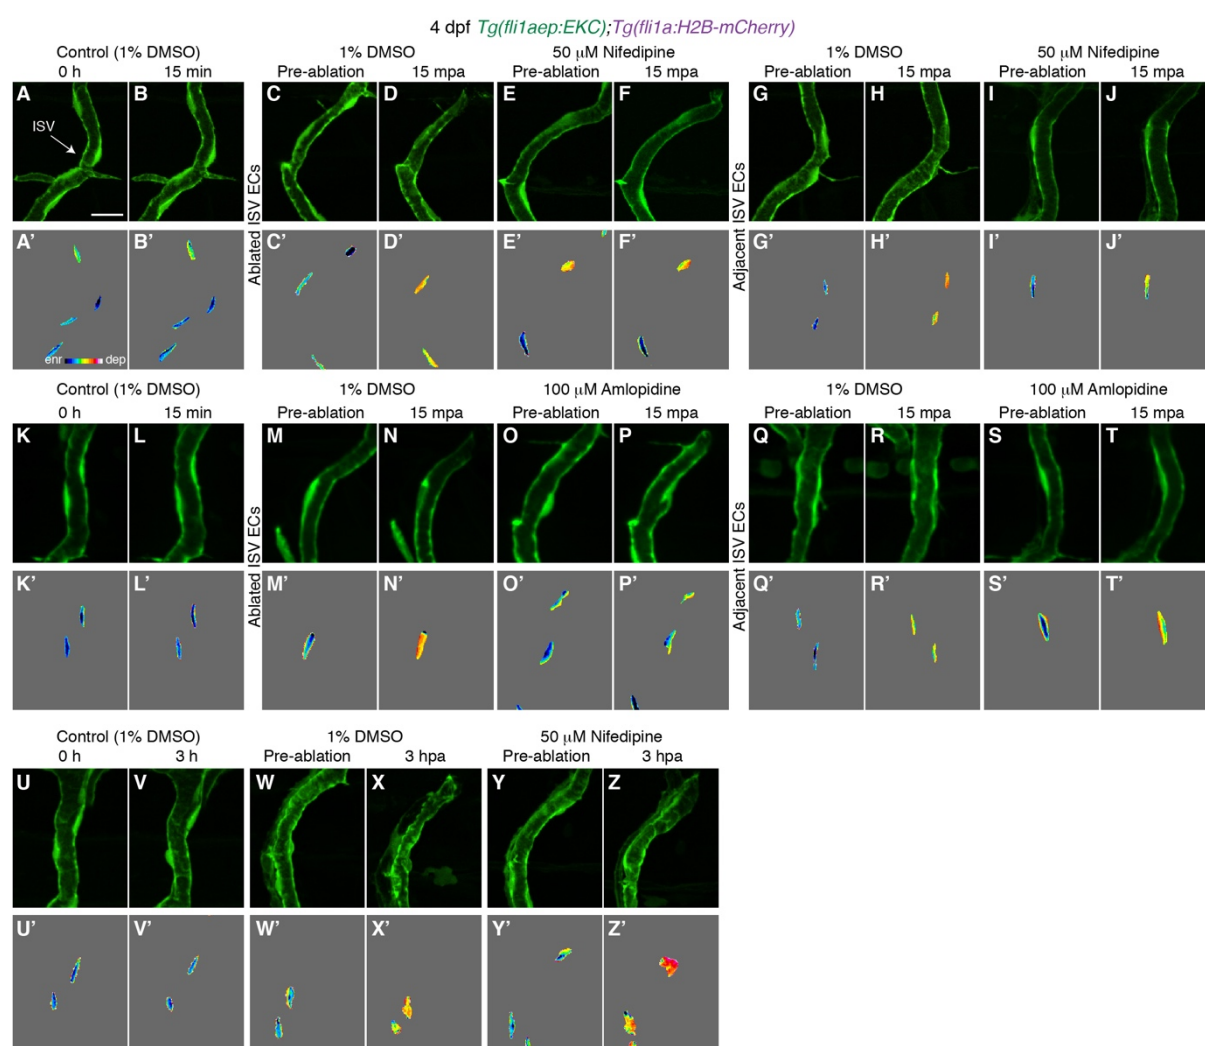 4 dpf Tg(fli1aep:EKC);Tg(fli1a:H2B-mCherry)
Control (1% DMSO) 1% DMSO 50 μM Nifedipine 1% DMSO 50 μM Nifedipine
0 h 15 min Pre-ablation 15 mpa Pre-ablation 15 mpa Pre-ablation 15 mpa Pre-ablation 15 mpa
A B C D E F G H I J
ISV
Ablated ISV ECs
Adjacent ISV ECs
A’ B’ C’ D’ E’ F’ G’ H’ I’ J’
enr dep
Control (1% DMSO) 1% DMSO 100 μM Amlopidine 1% DMSO 100 μM Amlopidine
0 h 15 min Pre-ablation 15 mpa Pre-ablation 15 mpa Pre-ablation 15 mpa Pre-ablation 15 mpa
K L M N O P Q R S T
Ablated ISV ECs
Adjacent ISV ECs
K’ L’ M’ N’ O’ P’ Q’ R’ S’ T’
Control (1% DMSO) 1% DMSO 50 μM Nifedipine
0 h 3 h Pre-ablation 3 hpa Pre-ablation 3 hpa
U V W X Y Z
U’ V’ W’ X’ Y’ Z’